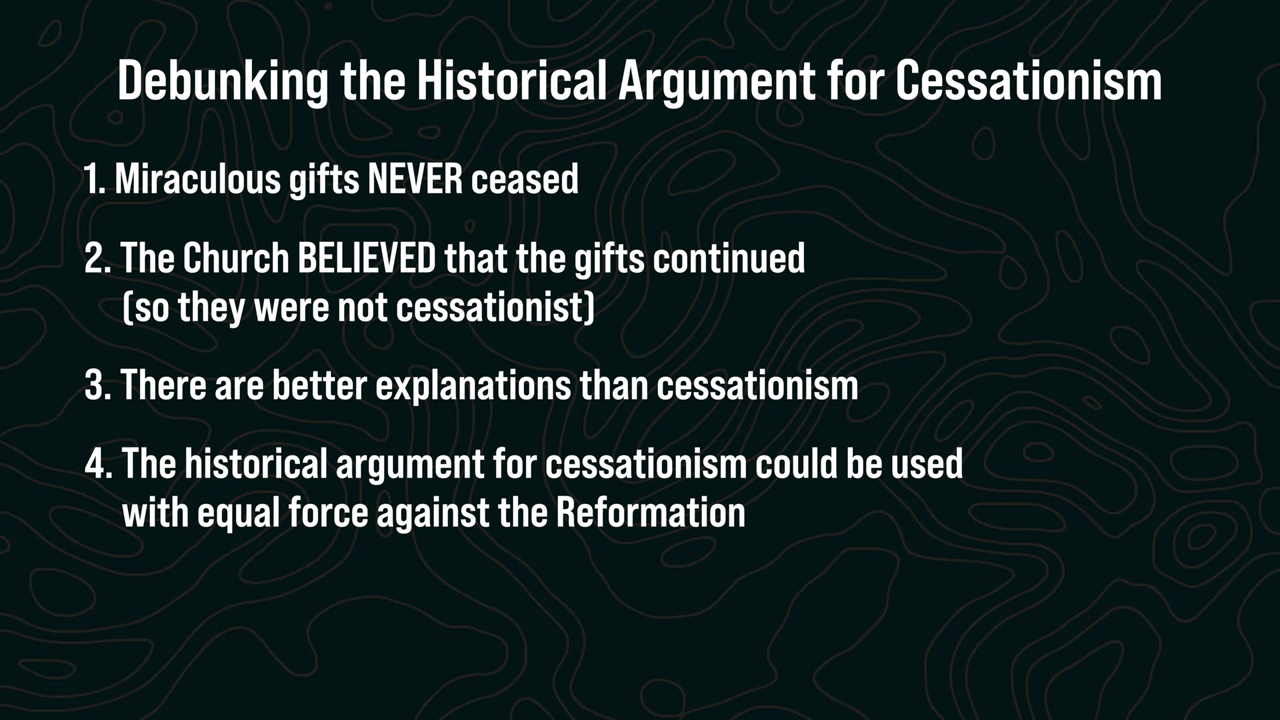 Debunking the Historical Argument for Cessationism
1. Miraculous gifts NEVER ceased
2. The Church BELIEVED that the gifts continued
(so they were not cessationist)
3. There are better explanations than cessationism
4. The historical argument for cessationism could be used
with equal force against the Reformation